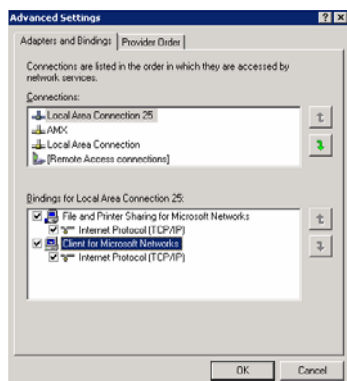 Advanced Settings
Adapters and Bindings
Provider Order
Connections are listed in the order in which they are accessed by
network services.
Connections:
Local Area Connection 25
AMX
Local Area Connection
[Remote Access connections]
Bindings for Local Area Connection 25:
File and Printer Sharing for Microsoft Networks
Internet Protocol (TCP/IP)
Client for Microsoft Networks
Internet Protocol (TCP/IP)
OK
Cancel